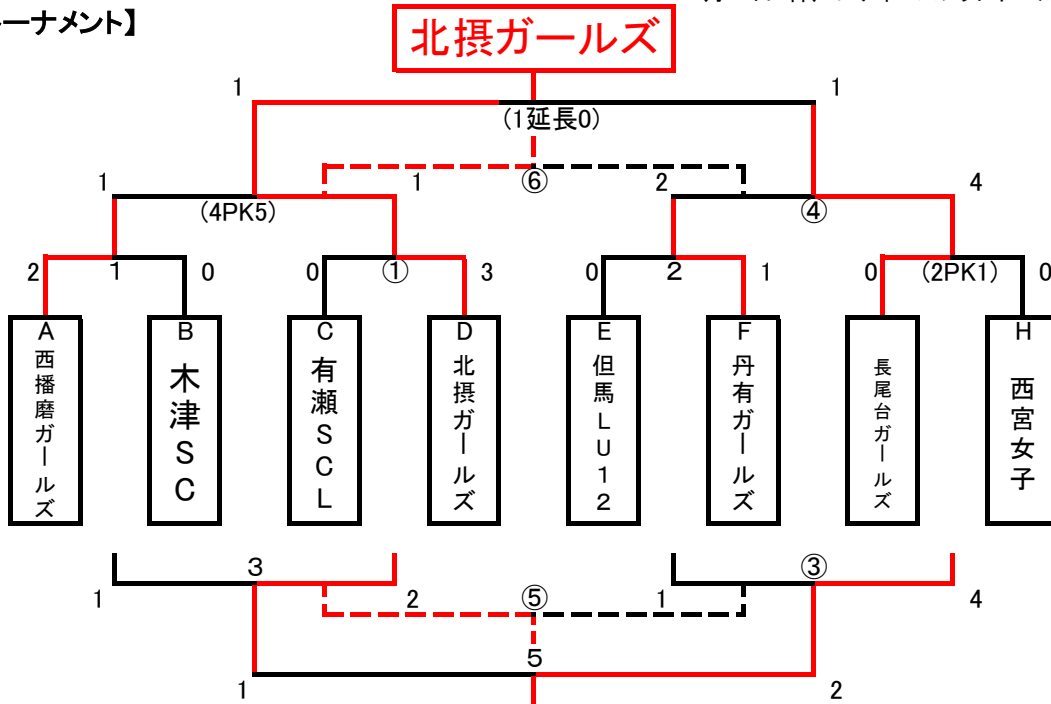 ーナメント】
北摂ガールズ
1 1
(1延長0)
1 1 ⑥ 2 4
(4PK5) ④
2 1 0 0 ① 3 0 2 1 0 (2PK1) 0
A 西播磨ガールズ
B 木津SC
C 有瀬SCL
D 北摂ガールズ
E 但馬LU12
F 丹有ガールズ
長尾台ガールズ
H 西宮女子
3 ③
1 2 ⑤ 1 4
5
1 2